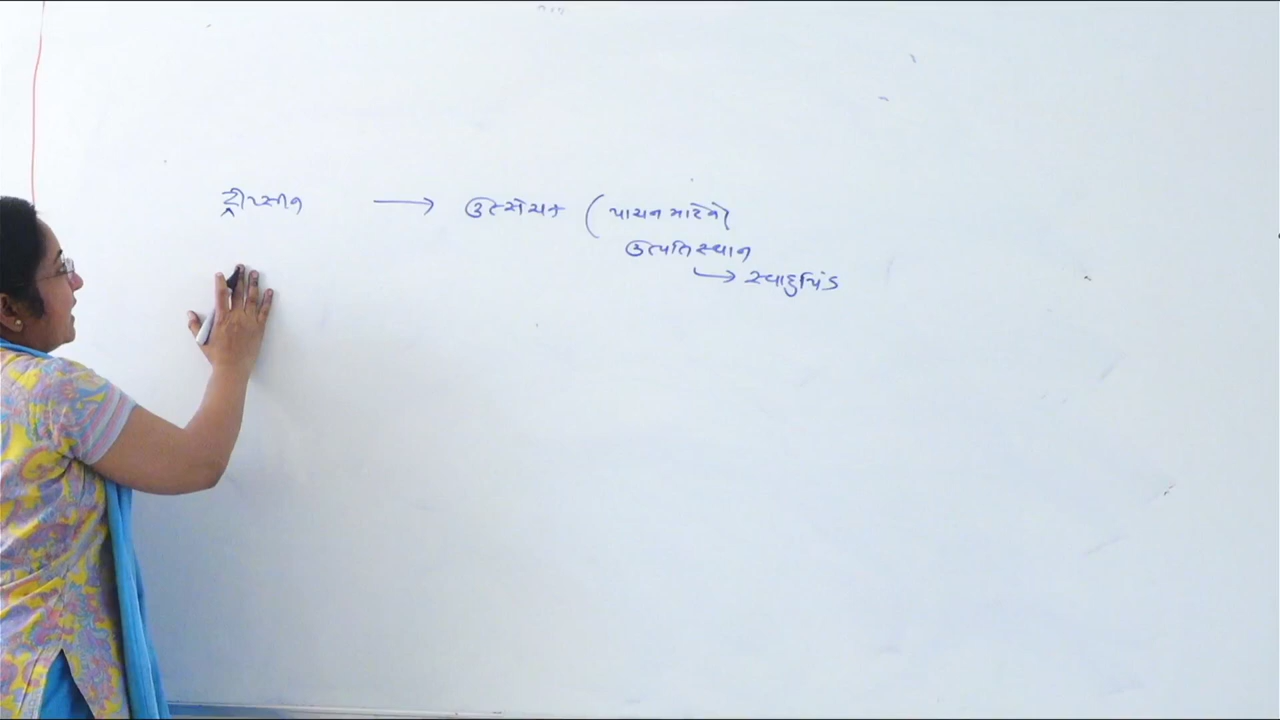 ટ્રીપ્સીન → ઉત્સેચક (પાચન માટેનો)
ઉત્પતિસ્થાન
↳ સ્વાદુપિંડ